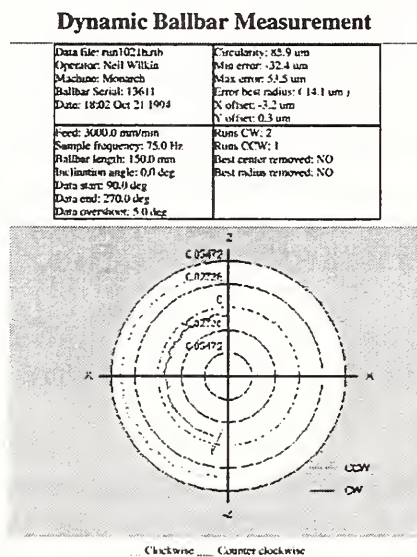 Dynamic Ballbar Measurement
Data file: run1021b.rtb
Operator: Neil Wilkin
Machine: Monarch
Ballbar Serial: 13611
Date: 18:02 Oct 21 1994
Circularity: 85.9 um
Min error: -32.4 um
Max error: 53.5 um
Error best radius: ( 14.1 um )
X offset: -3.2 um
Y offset: 0.3 um
Feed: 3000.0 mm/min
Sample frequency: 75.0 Hz
Ballbar length: 150.0 mm
Inclination angle: 0.0 deg
Data start: 90.0 deg
Data end: 270.0 deg
Data overshoot: 5.0 deg
Runs CW: 2
Runs CCW: 1
Best center removed: NO
Best radius removed: NO
Z
0.05472
0.02736
0
0.02736
0.05472
X X
CCW
CW
-Z
Clockwise Counter clockwise